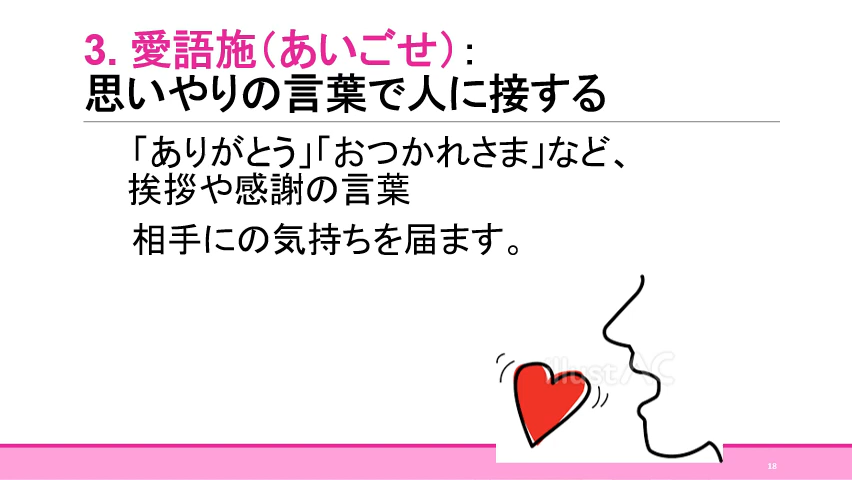 3. 愛語施（あいごせ）：
思いやりの言葉で人に接する
「ありがとう」「おつかれさま」など、
挨拶や感謝の言葉
相手にの気持ちを届ます。
illust AC
18